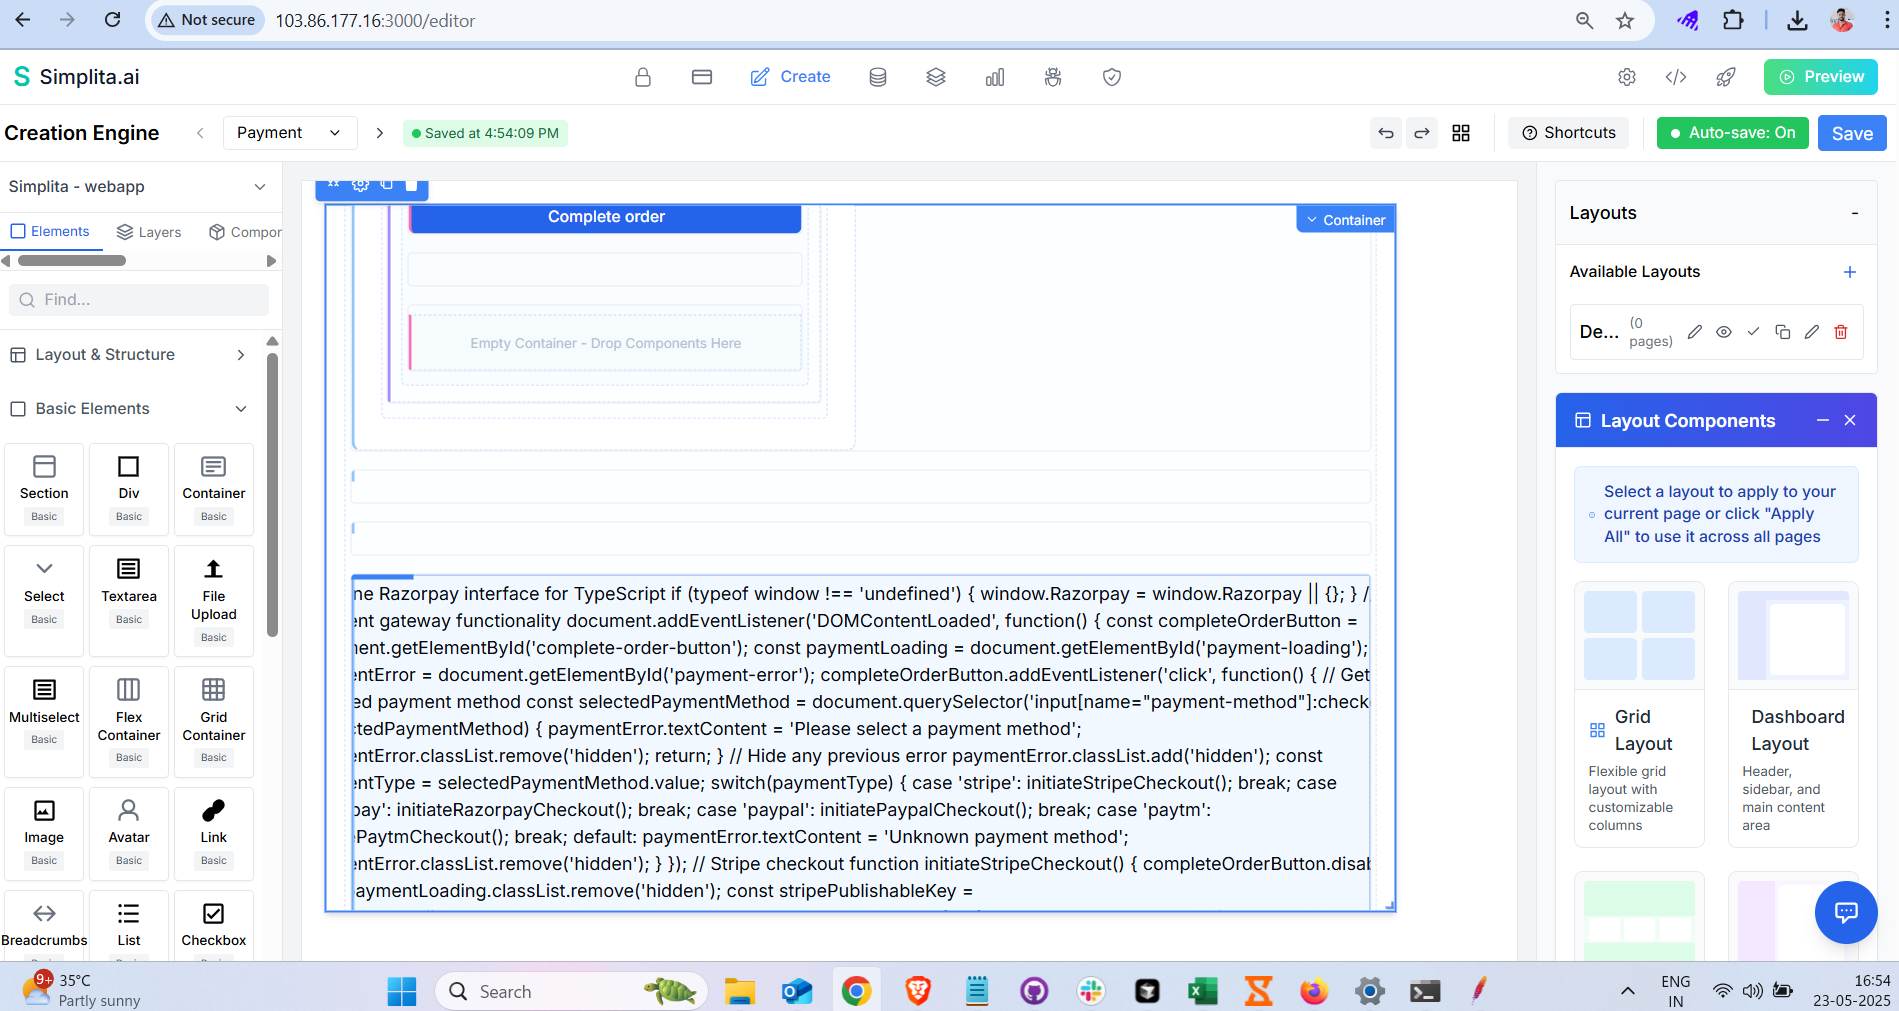 Not secure
103.86.177.16:3000/editor
S Simplita.ai
Create
Preview
Creation Engine
Payment
Saved at 4:54:09 PM
Shortcuts
Auto-save: On
Save
Simplita - webapp
Elements
Layers
Compor
Find...
Layout & Structure
Basic Elements
Section
Basic
Div
Basic
Container
Basic
Select
Basic
Textarea
Basic
File
Upload
Basic
Multiselect
Basic
Flex
Container
Basic
Grid
Container
Basic
Image
Basic
Avatar
Basic
Link
Basic
Breadcrumbs
List
Checkbox
Complete order
Container
Empty Container - Drop Components Here
ne Razorpay interface for TypeScript if (typeof window !== 'undefined') { window.Razorpay = window.Razorpay || {}; } /
ent gateway functionality document.addEventListener('DOMContentLoaded', function() { const completeOrderButton =
ment.getElementById('complete-order-button'); const paymentLoading = document.getElementById('payment-loading');
entError = document.getElementById('payment-error'); completeOrderButton.addEventListener('click', function() { // Get
ed payment method const selectedPaymentMethod = document.querySelector('input[name="payment-method"]:check
ctedPaymentMethod) { paymentError.textContent = 'Please select a payment method';
entError.classList.remove('hidden'); return; } // Hide any previous error paymentError.classList.add('hidden'); const
entType = selectedPaymentMethod.value; switch(paymentType) { case 'stripe': initiateStripeCheckout(); break; case
pay': initiateRazorpayCheckout(); break; case 'paypal': initiatePaypalCheckout(); break; case 'paytm':
ePaytmCheckout(); break; default: paymentError.textContent = 'Unknown payment method';
entError.classList.remove('hidden'); } }); // Stripe checkout function initiateStripeCheckout() { completeOrderButton.disab
paymentLoading.classList.remove('hidden'); const stripePublishableKey =
Layouts
-
Available Layouts
+
De...
(0
pages)
Layout Components
Select a layout to apply to your
current page or click "Apply
All" to use it across all pages
Grid
Layout
Flexible grid
layout with
customizable
columns
Dashboard
Layout
Header,
sidebar, and
main content
area
9+
35°C
Partly sunny
Search
ENG
IN
16:54
23-05-2025